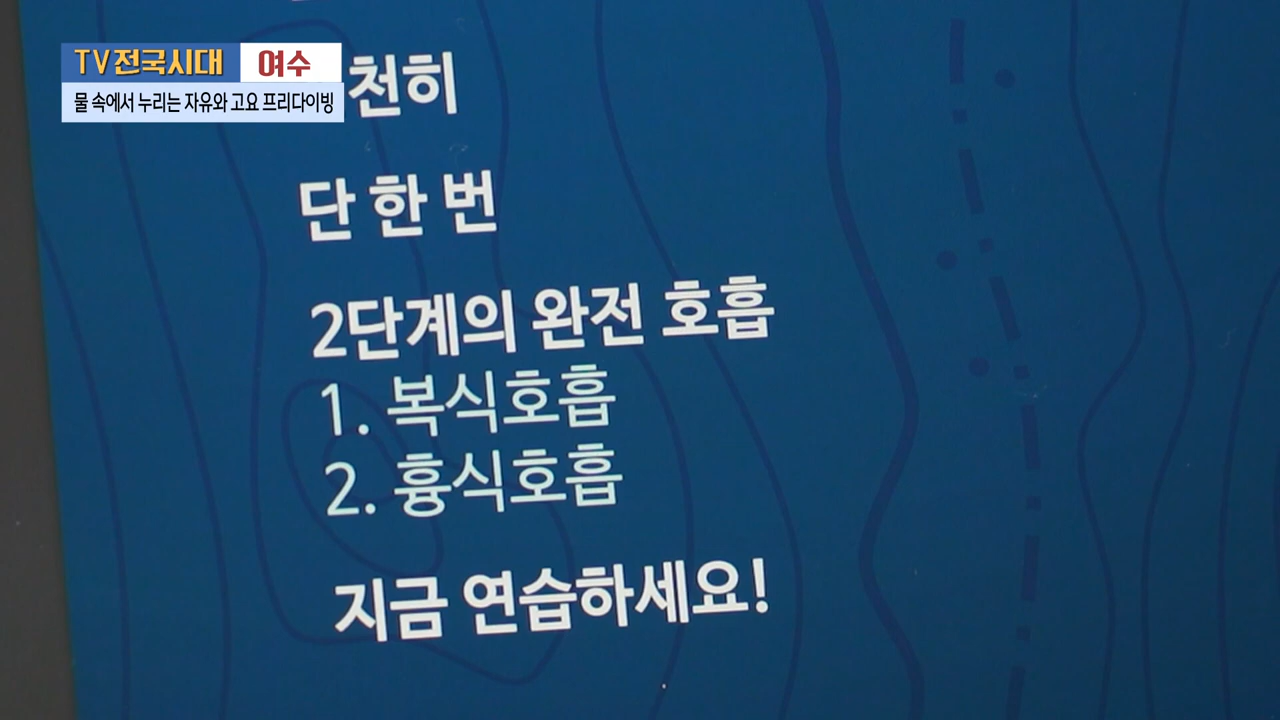 TV전국시대 여수
물 속에서 누리는 자유와 고요 프리다이빙
천히
단 한 번
2단계의 완전 호흡
1. 복식호흡
2. 흉식호흡
지금 연습하세요!